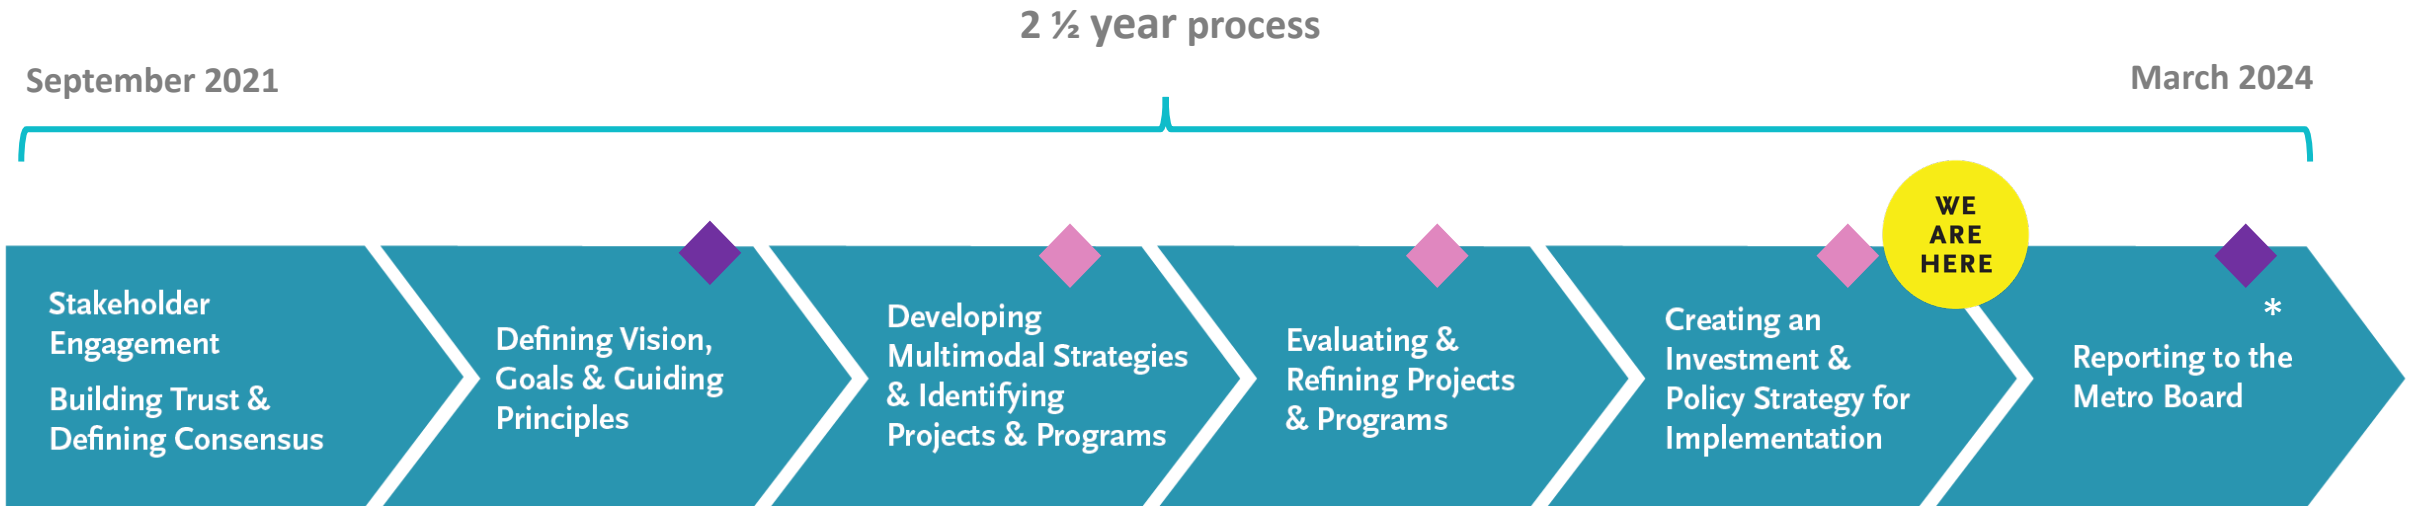 2 ½ year process
September 2021
March 2024
WE
ARE
HERE
Stakeholder
Engagement
Building Trust &
Defining Consensus
Defining Vision,
Goals & Guiding
Principles
Developing
Multimodal Strategies
& Identifying
Projects & Programs
Evaluating &
Refining Projects
& Programs
Creating an
Investment &
Policy Strategy for
Implementation
*
Reporting to the
Metro Board